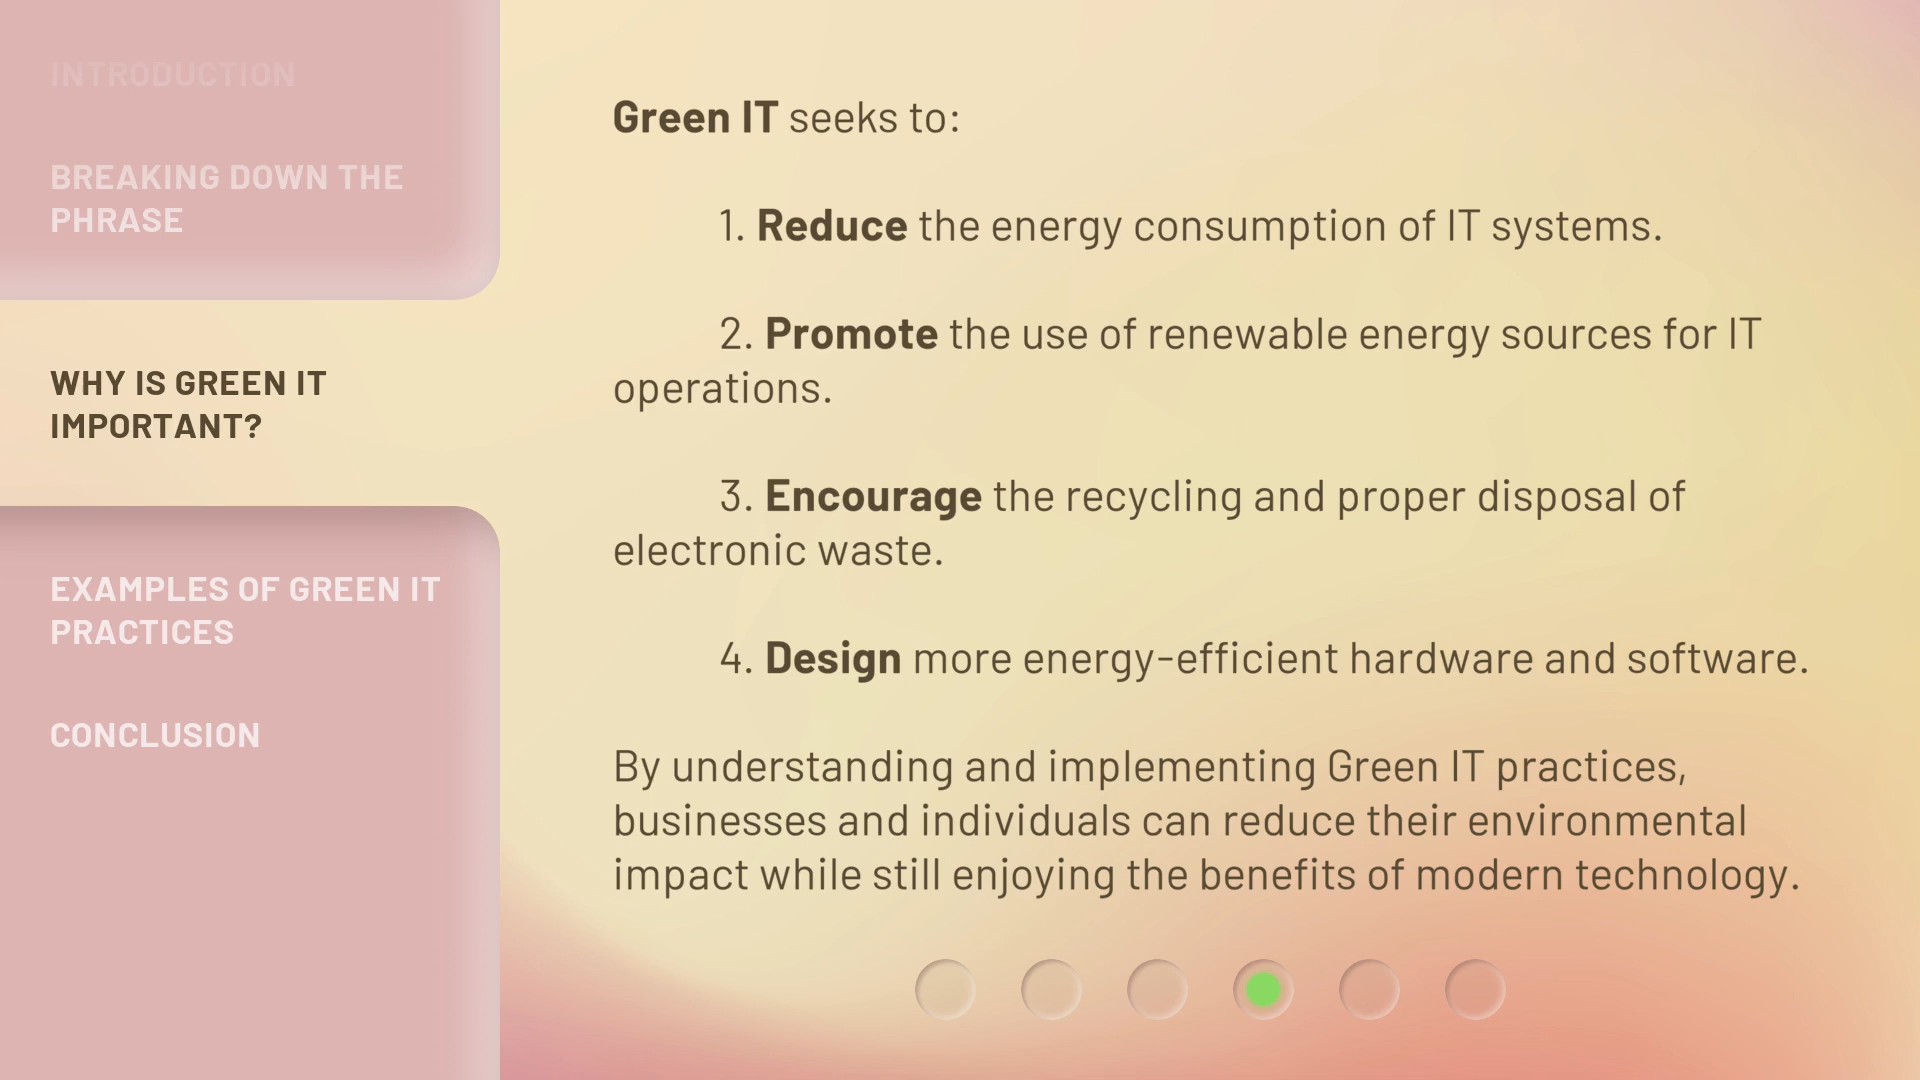 INTRODUCTION
BREAKING DOWN THE
PHRASE
WHY IS GREEN IT
IMPORTANT?
EXAMPLES OF GREEN IT
PRACTICES
CONCLUSION
Green IT seeks to:
1. Reduce the energy consumption of IT systems.
2. Promote the use of renewable energy sources for IT
operations.
3. Encourage the recycling and proper disposal of
electronic waste.
4. Design more energy-efficient hardware and software.
By understanding and implementing Green IT practices,
businesses and individuals can reduce their environmental
impact while still enjoying the benefits of modern technology.